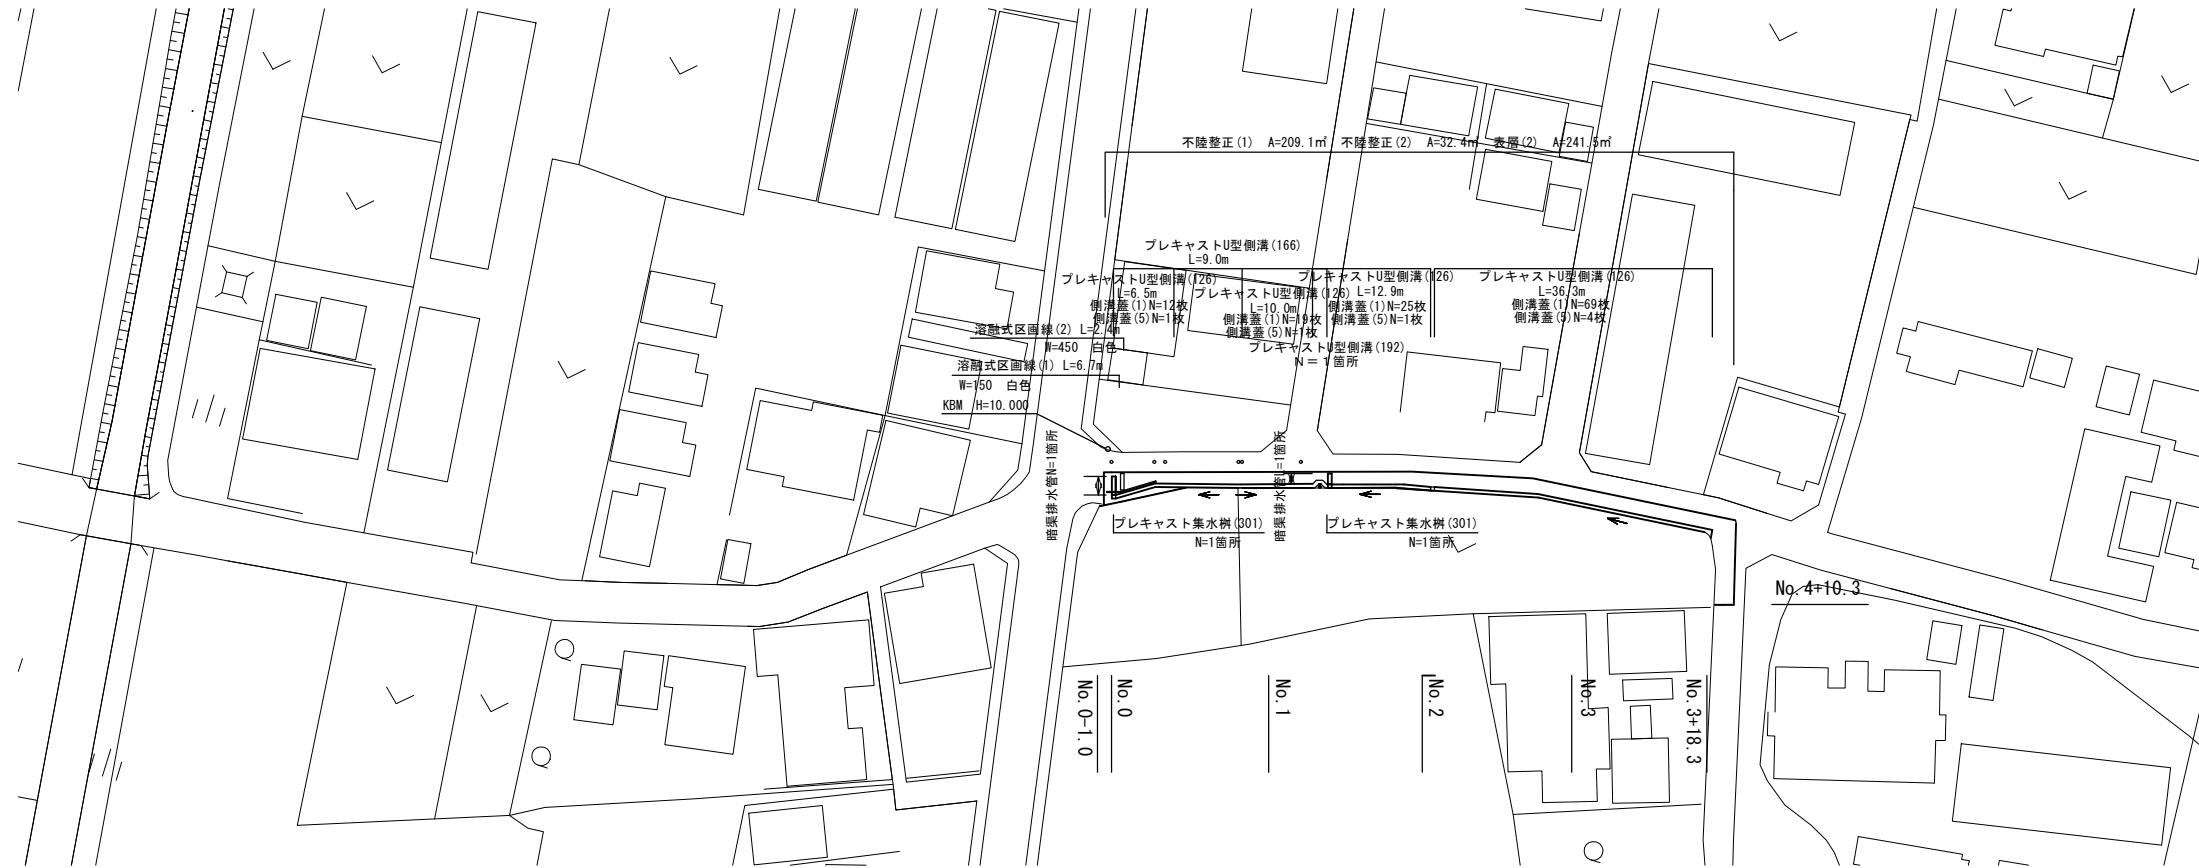 不陸整正(1) A=209.1㎡ 不陸整正(2) A=32.4㎡ 表層(2) A=241.5㎡
プレキャストU型側溝(166)
L=9.0m
プレキャストU型側溝(126)
L=6.5m
側溝蓋(1)N=12枚
側溝蓋(5)N=1枚
プレキャストU型側溝(126)
L=10.0m
側溝蓋(1)N=19枚
側溝蓋(5)N=1枚
プレキャストU型側溝(126)
L=12.9m
側溝蓋(1)N=25枚
側溝蓋(5)N=1枚
プレキャストU型側溝(126)
L=36.3m
側溝蓋(1)N=69枚
側溝蓋(5)N=4枚
プレキャストU型側溝(192)
N=1箇所
溶融式区画線(2) L=2.4m
W=450 白色
溶融式区画線(1) L=6.7m
W=150 白色
KBM H=10.000
暗渠排水管N=1箇所
暗渠排水管L=1箇所
プレキャスト集水桝(301)
N=1箇所
プレキャスト集水桝(301)
N=1箇所
No.4+10.3
No.0-1.0
No.0
No.1
No.2
No.3
No.3+18.3